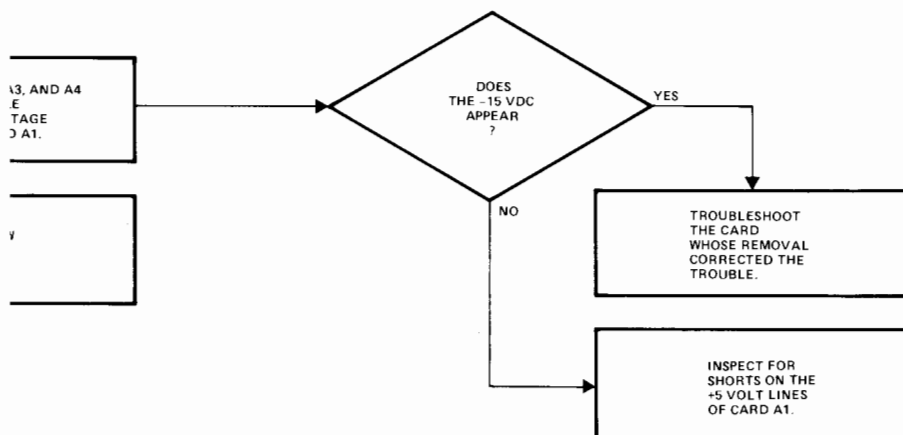 A3, AND A4
TAGE
A1.
DOES
THE -15 VDC
APPEAR
?
YES
NO
TROUBLESHOOT
THE CARD
WHOSE REMOVAL
CORRECTED THE
TROUBLE.
INSPECT FOR
SHORTS ON THE
+5 VOLT LINES
OF CARD A1.